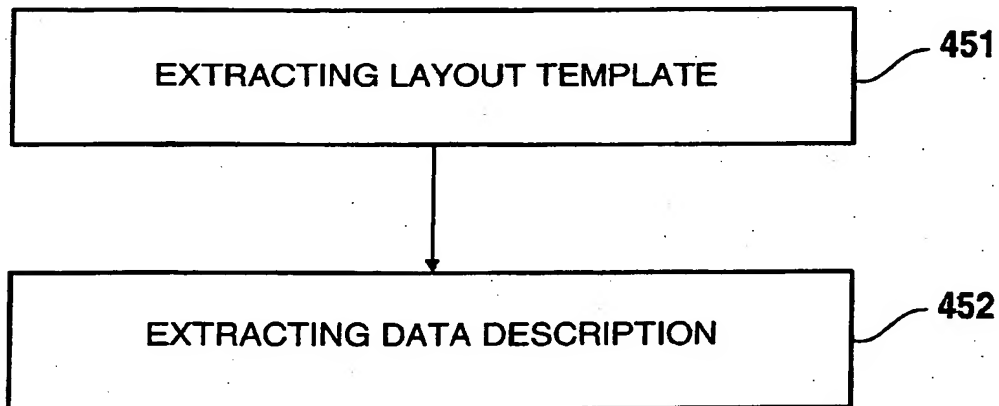 EXTRACTING LAYOUT TEMPLATE
451
EXTRACTING DATA DESCRIPTION
452